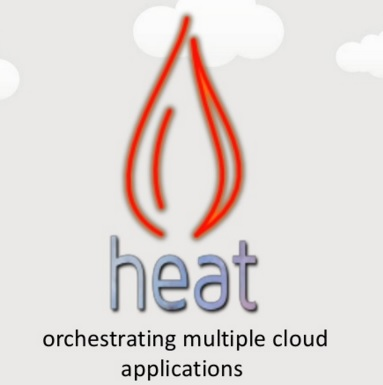 heat
orchestrating multiple cloud
applications